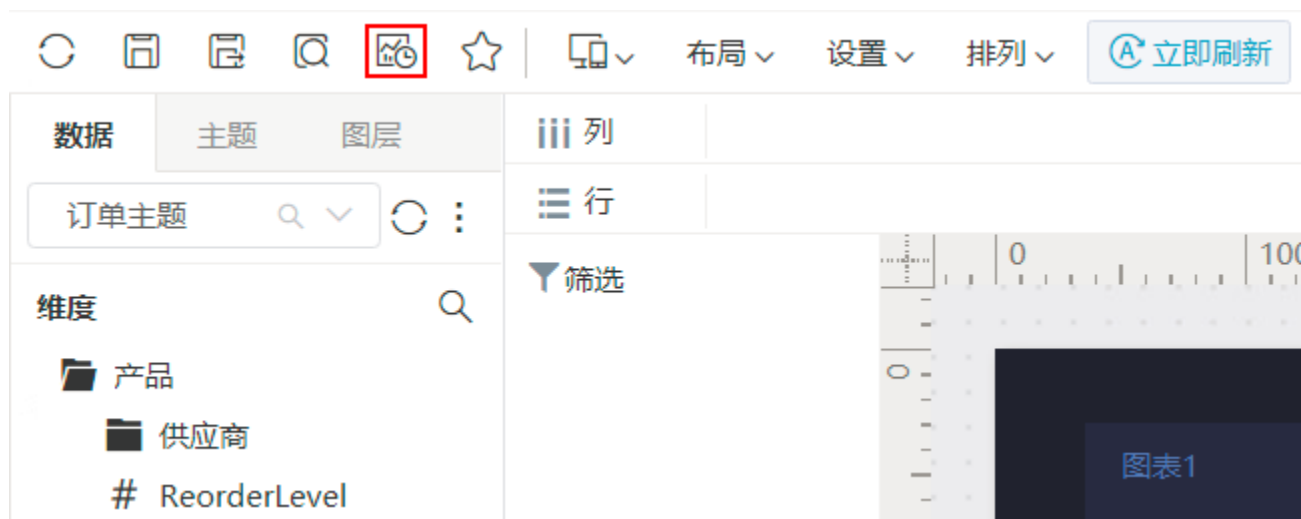 布局 设置 排列 立即刷新
数据 主题 图层
列
订单主题
行
筛选
0 100
维度
产品
0
供应商
图表1
# ReorderLevel